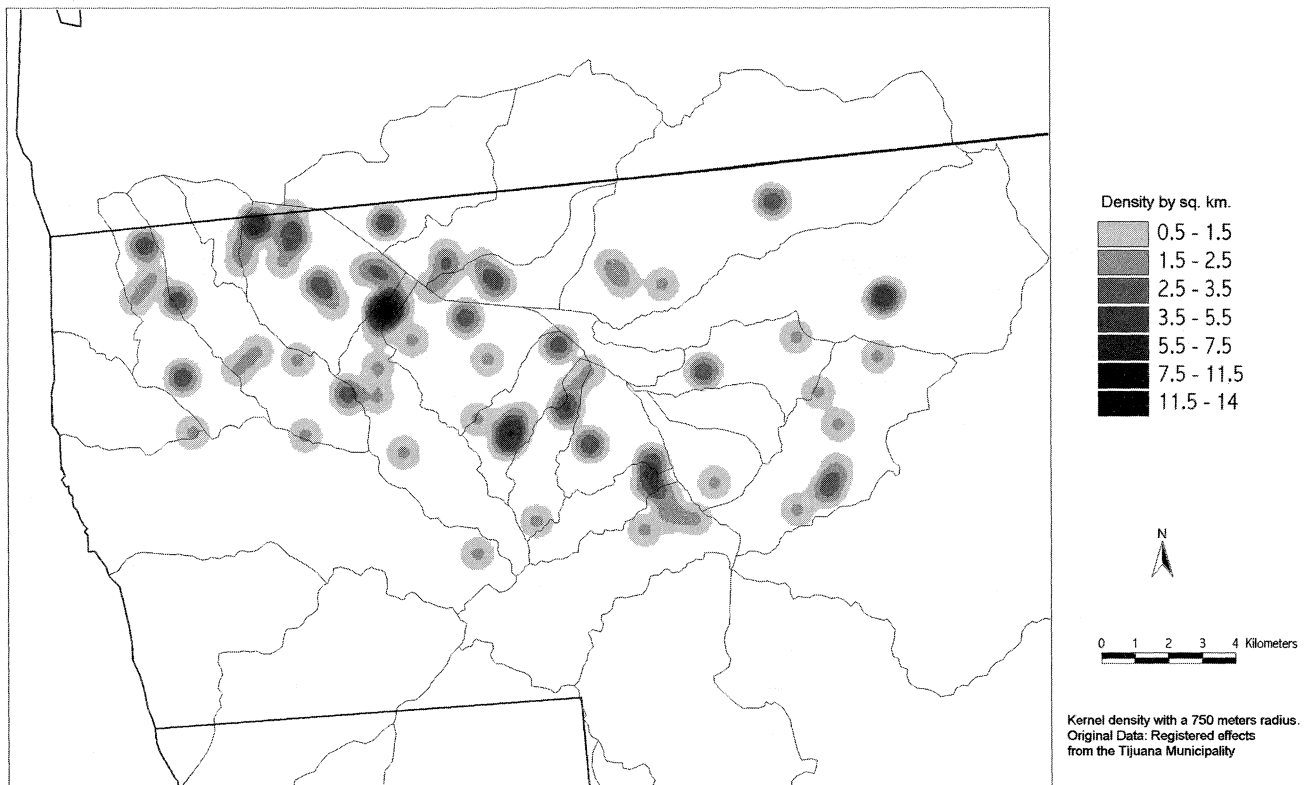 Density by sq. km.
0.5 - 1.5
1.5 - 2.5
2.5 - 3.5
3.5 - 5.5
5.5 - 7.5
7.5 - 11.5
11.5 - 14
N
0 1 2 3 4 Kilometers
Kernel density with a 750 meters radius.
Original Data: Registered effects
from the Tijuana Municipality